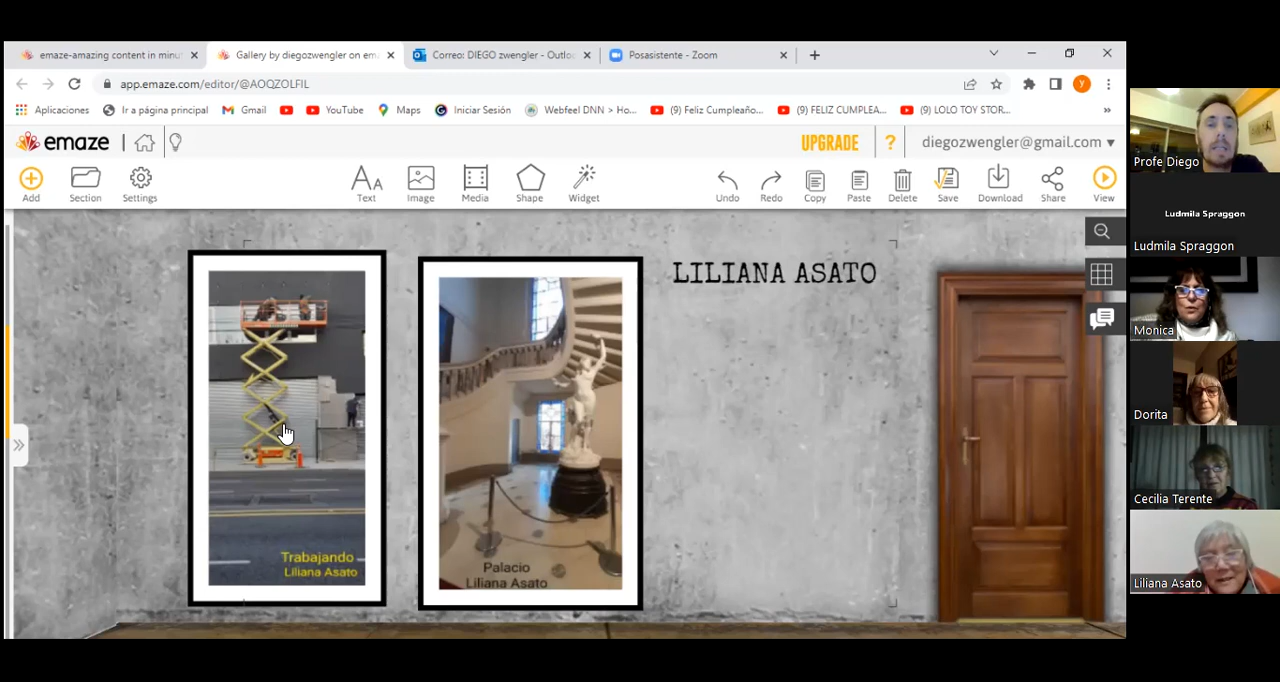 emaze-amazing content in minut
Gallery by diegozwengler on ema
Correo: DIEGO zwengler - Outlo
Posasistente - Zoom
app.emaze.com/editor/@AOQZOLFIL
Aplicaciones
Ir a página principal
Gmail
YouTube
Maps
Iniciar Sesión
Webfeel DNN > Ho...
(9) Feliz Cumpleaño...
(9) FELIZ CUMPLEA...
(9) LOLO TOY STOR...
»
emaze
UPGRADE
?
diegozwengler@gmail.com
Add
Section
Settings
Text
Image
Media
Shape
Widget
Undo
Redo
Copy
Paste
Delete
Save
Download
Share
View
LILIANA ASATO
Trabajando
Liliana Asato
Palacio
Liliana Asato
Profe Diego
Ludmila Spraggon
Ludmila Spraggon
Monica
Dorita
Cecilia Terente
Liliana Asato